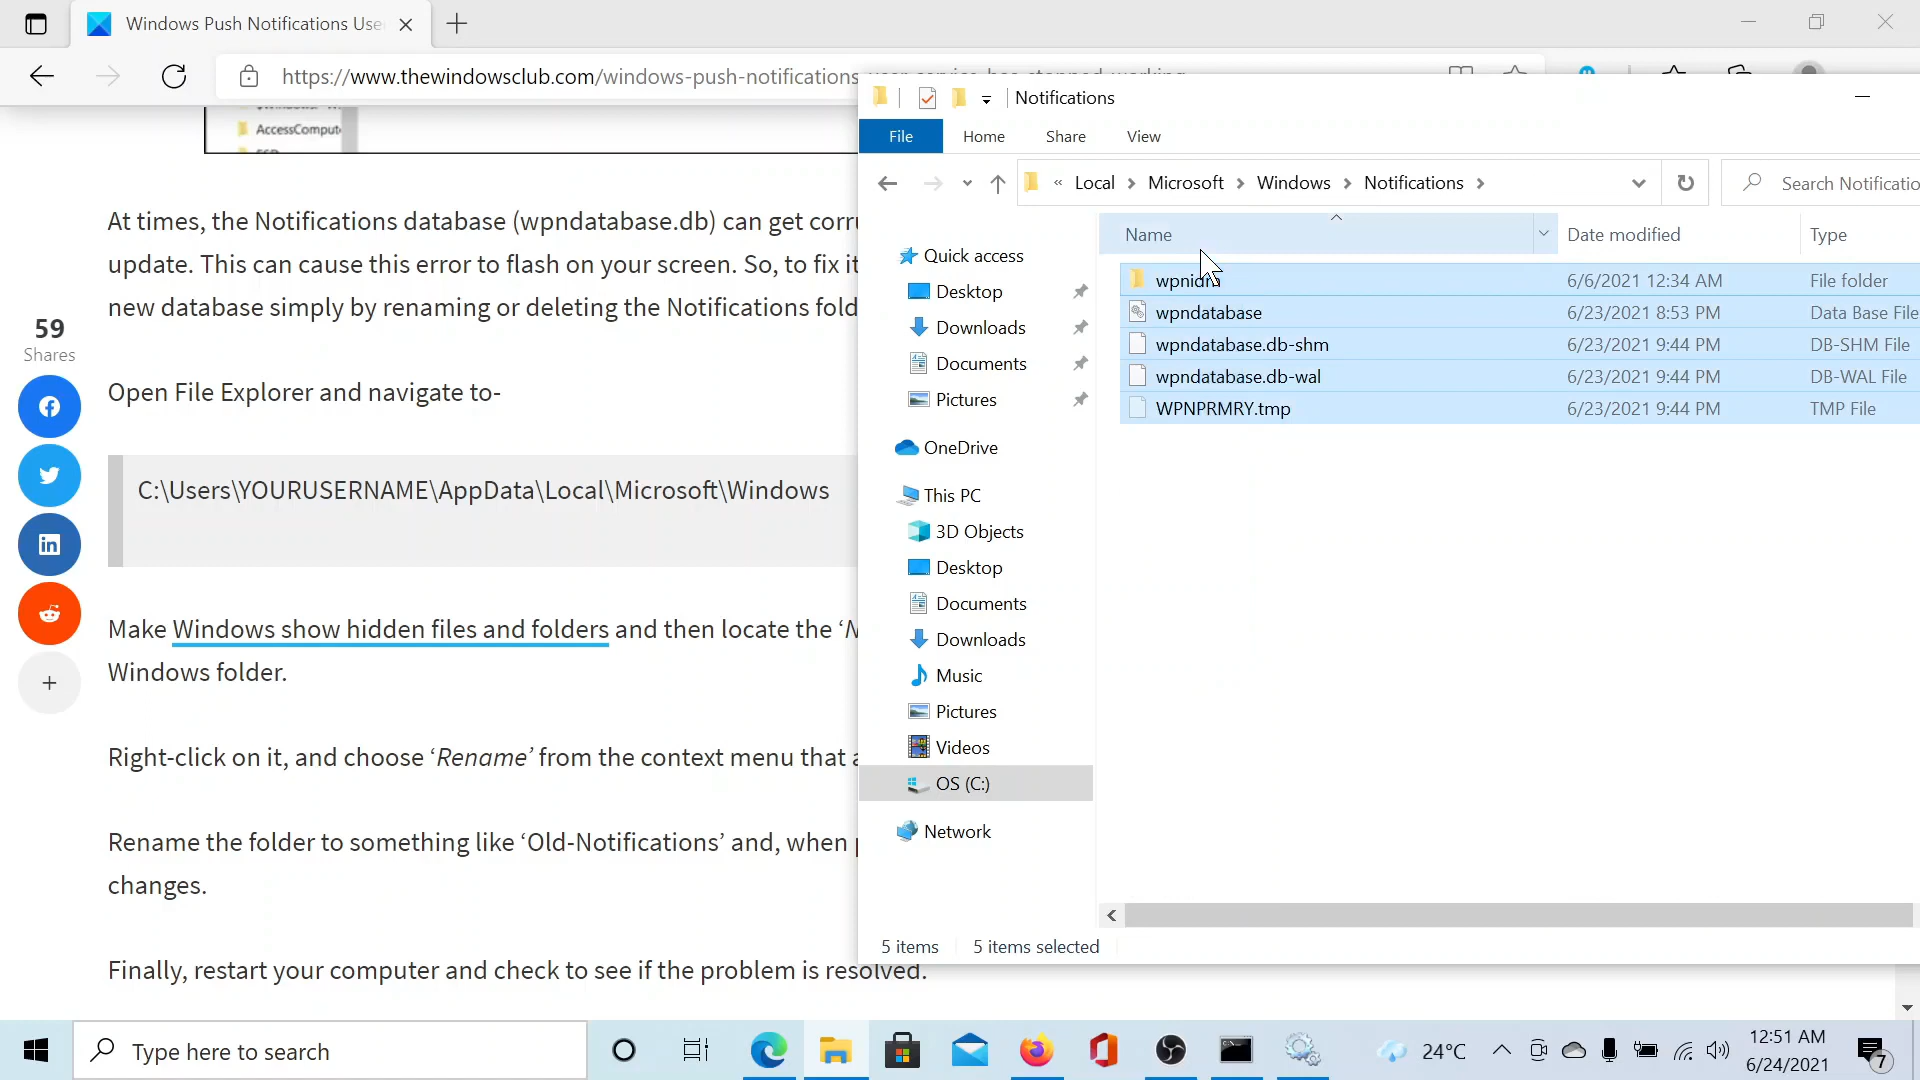 Windows Push Notifications Use
https://www.thewindowsclub.com/windows-push-notifications-user-service-has-stopped-working
AccessComput
At times, the Notifications database (wpndatabase.db) can get corru
update. This can cause this error to flash on your screen. So, to fix it
new database simply by renaming or deleting the Notifications fold
59
Shares
Open File Explorer and navigate to-
C:\Users\YOURUSERNAME\AppData\Local\Microsoft\Windows
Make Windows show hidden files and folders and then locate the ‘N
Windows folder.
Right-click on it, and choose ‘Rename’ from the context menu that a
Rename the folder to something like ‘Old-Notifications’ and, when p
changes.
Finally, restart your computer and check to see if the problem is resolved.
Notifications
File Home Share View
« Local > Microsoft > Windows > Notifications >
Search Notificatio
Quick access
Desktop
Downloads
Documents
Pictures
OneDrive
This PC
3D Objects
Desktop
Documents
Downloads
Music
Pictures
Videos
OS (C:)
Network
Name Date modified Type
wpnidm 6/6/2021 12:34 AM File folder
wpndatabase 6/23/2021 8:53 PM Data Base File
wpndatabase.db-shm 6/23/2021 9:44 PM DB-SHM File
wpndatabase.db-wal 6/23/2021 9:44 PM DB-WAL File
WPNPRMRY.tmp 6/23/2021 9:44 PM TMP File
5 items 5 items selected
Type here to search
24°C
12:51 AM
6/24/2021
7